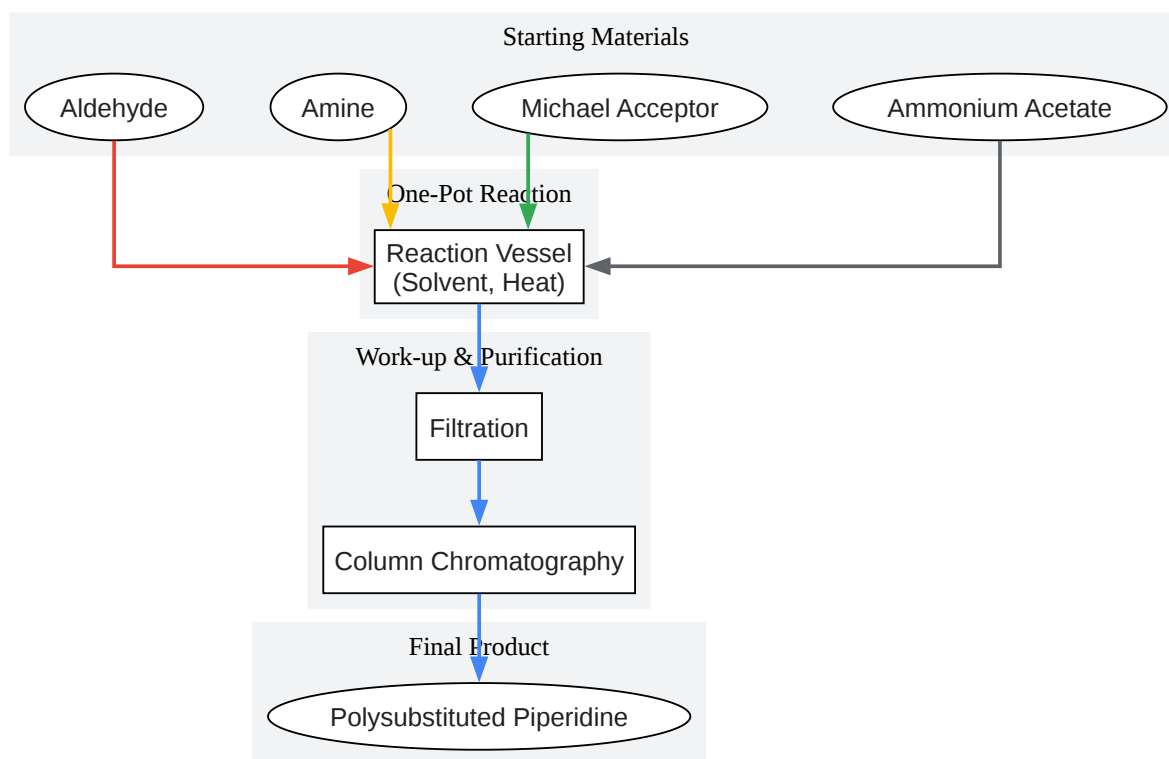 Starting Materials
Aldehyde
Amine
Michael Acceptor
Ammonium Acetate
One-Pot Reaction
Reaction Vessel
(Solvent, Heat)
Work-up & Purification
Filtration
Column Chromatography
Final Product
Polysubstituted Piperidine